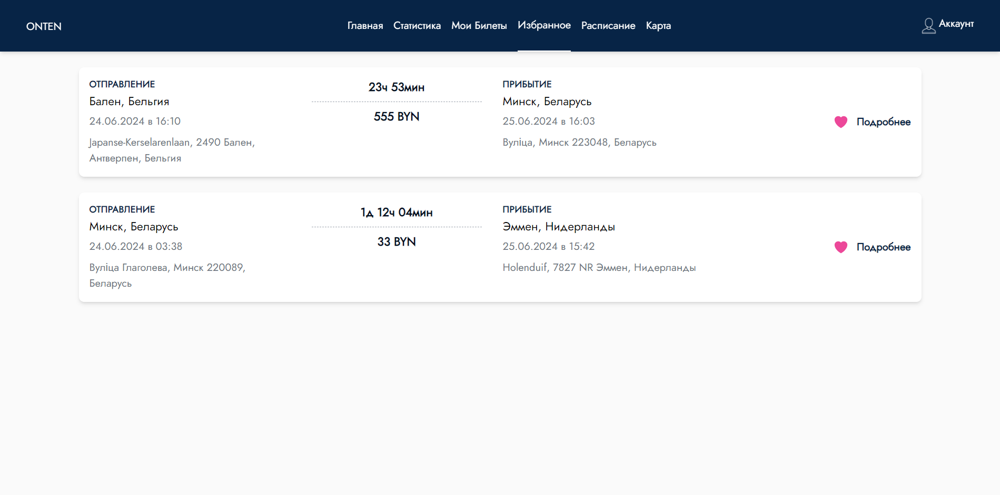 ONTEN
Главная Статистика Мои Билеты Избранное Расписание Карта
Аккаунт
ОТПРАВЛЕНИЕ
Бален, Бельгия
24.06.2024 в 16:10
Japanse-Kerselarenlaan, 2490 Бален,
Антверпен, Бельгия
23ч 53мин
555 BYN
ПРИБЫТИЕ
Минск, Беларусь
25.06.2024 в 16:03
Вуліца, Минск 223048, Беларусь
Подробнее
ОТПРАВЛЕНИЕ
Минск, Беларусь
24.06.2024 в 03:38
Вуліца Глаголева, Минск 220089,
Беларусь
1д 12ч 04мин
33 BYN
ПРИБЫТИЕ
Эммен, Нидерланды
25.06.2024 в 15:42
Holenduif, 7827 NR Эммен, Нидерланды
Подробнее